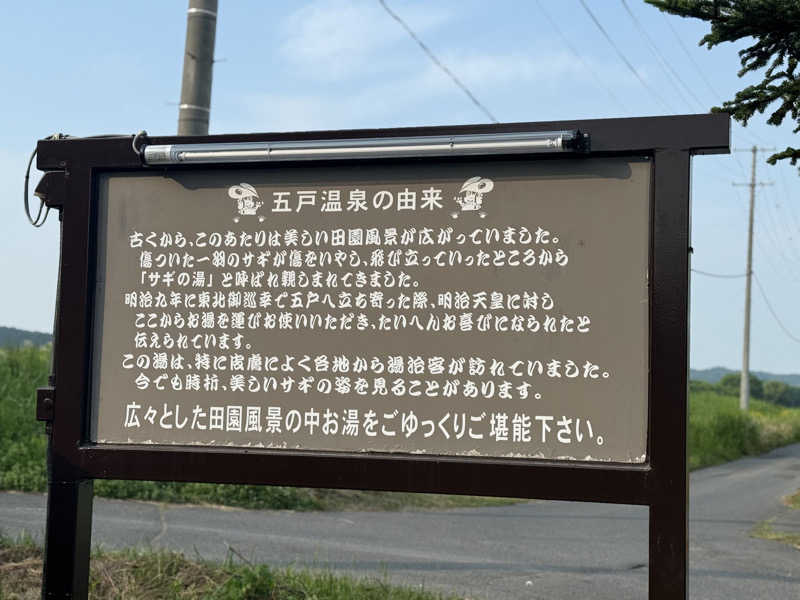 五戸温泉の由来
古くから、このあたりは美しい田園風景が広がっていました。
傷ついた一羽のサギが傷をいやし、飛び立っていったところから
「サギの湯」と呼ばれ親しまれてきました。
明治九年に東北御巡幸で五戸へ立ち寄った際、明治天皇に対し
ここからお湯を運びお使いいただき、たいへんお喜びになられたと
伝えられています。
この湯は、特に皮膚によく各地から湯治客が訪れていました。
今でも時折、美しいサギの姿を見ることがあります。
広々とした田園風景の中お湯をごゆっくりご堪能下さい。